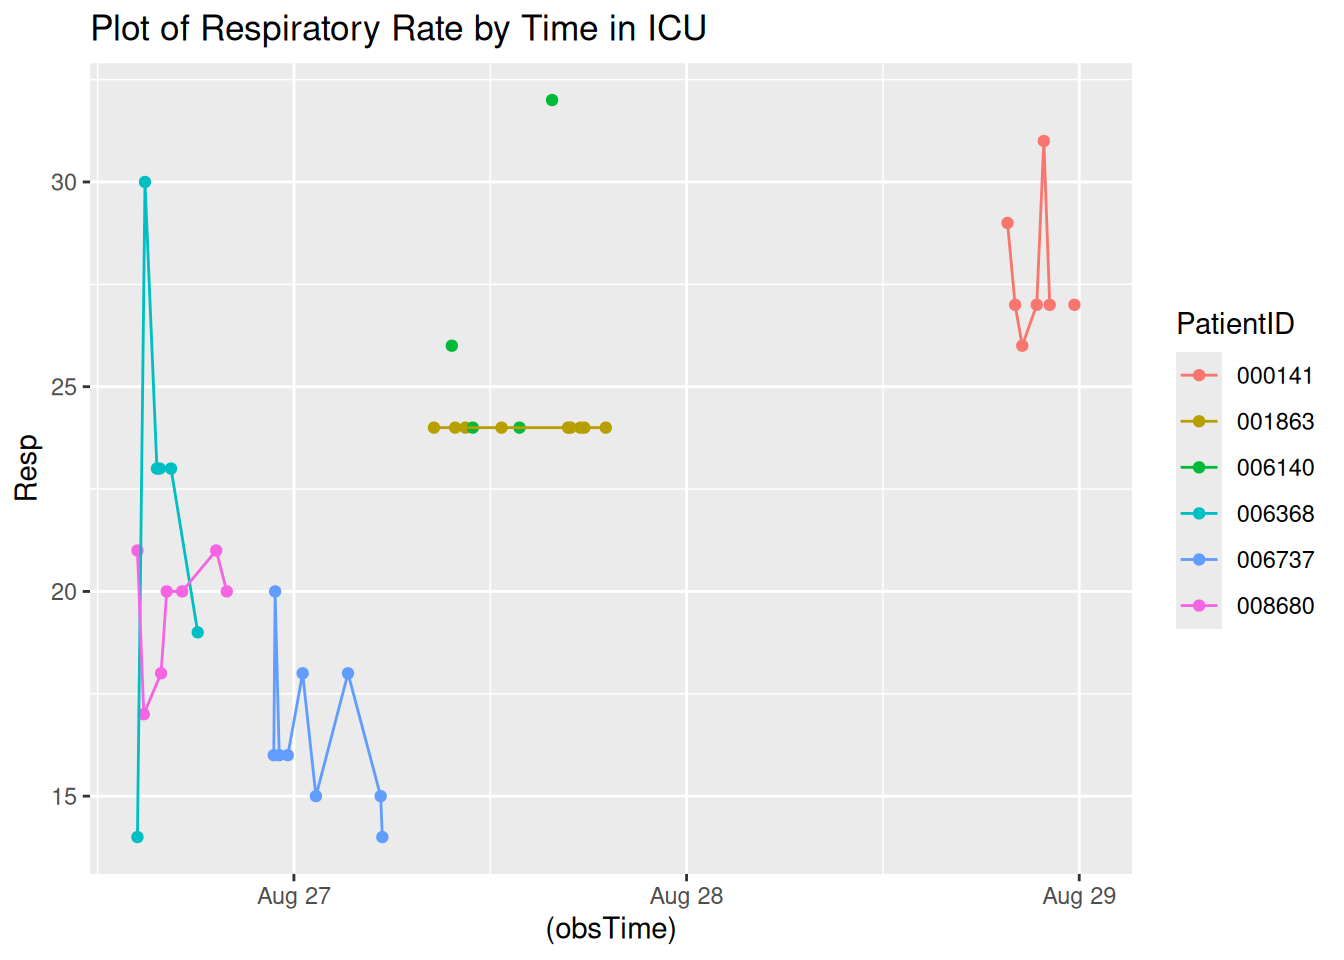 Plot of Respiratory Rate by Time in ICU
30
25
20
15
Resp
Aug 27
Aug 28
Aug 29
(obsTime)
PatientID
000141
001863
006140
006368
006737
008680